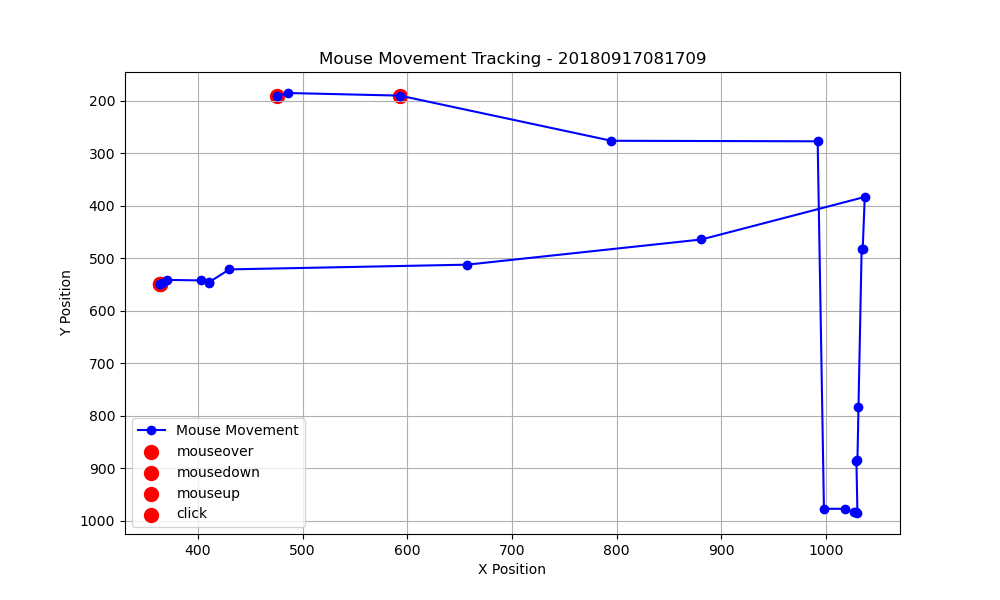 Mouse Movement Tracking - 20180917081709
200
300
400
500
600
700
800
900
1000
Y Position
Mouse Movement
mouseover
mousedown
mouseup
click
400 500 600 700 800 900 1000
X Position